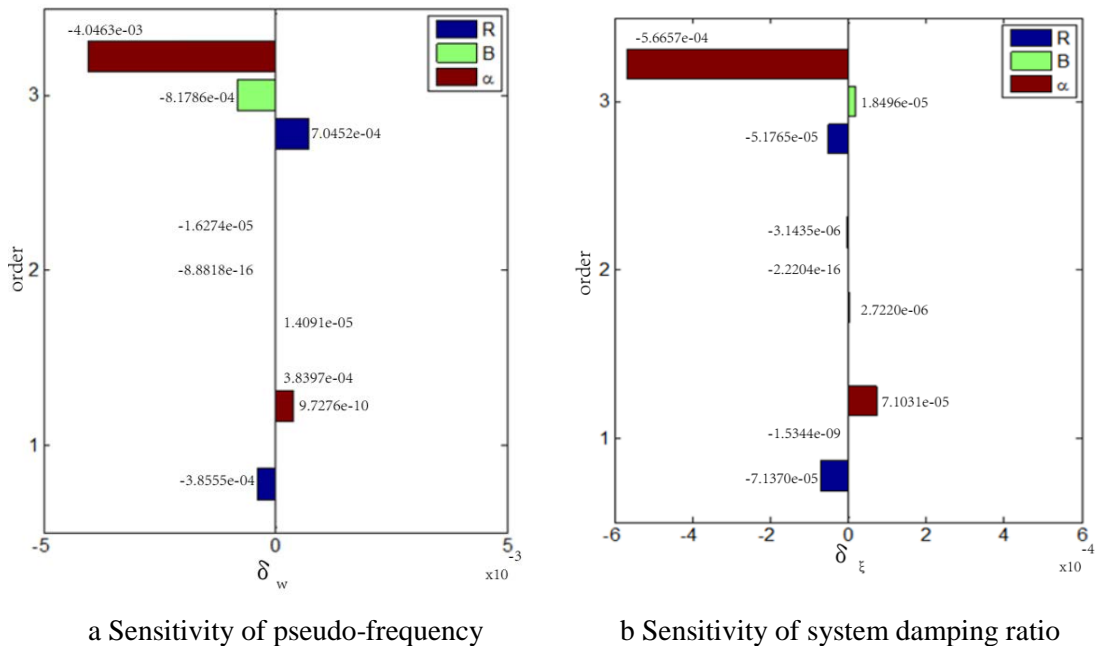 -4.0463e-03
R
B
α
3
-8.1786e-04
7.0452e-04
-1.6274e-05
order
2
-8.8818e-16
1.4091e-05
3.8397e-04
9.7276e-10
1
-3.8555e-04
-5
0
5
-3
x10
δ w
-5.6657e-04
R
B
α
3
1.8496e-05
-5.1765e-05
-3.1435e-06
order
2
-2.2204e-16
2.7220e-06
7.1031e-05
1
-1.5344e-09
-7.1370e-05
-6
-4
-2
0
2
4
6
-4
x10
δ ξ
a Sensitivity of pseudo-frequency
b Sensitivity of system damping ratio